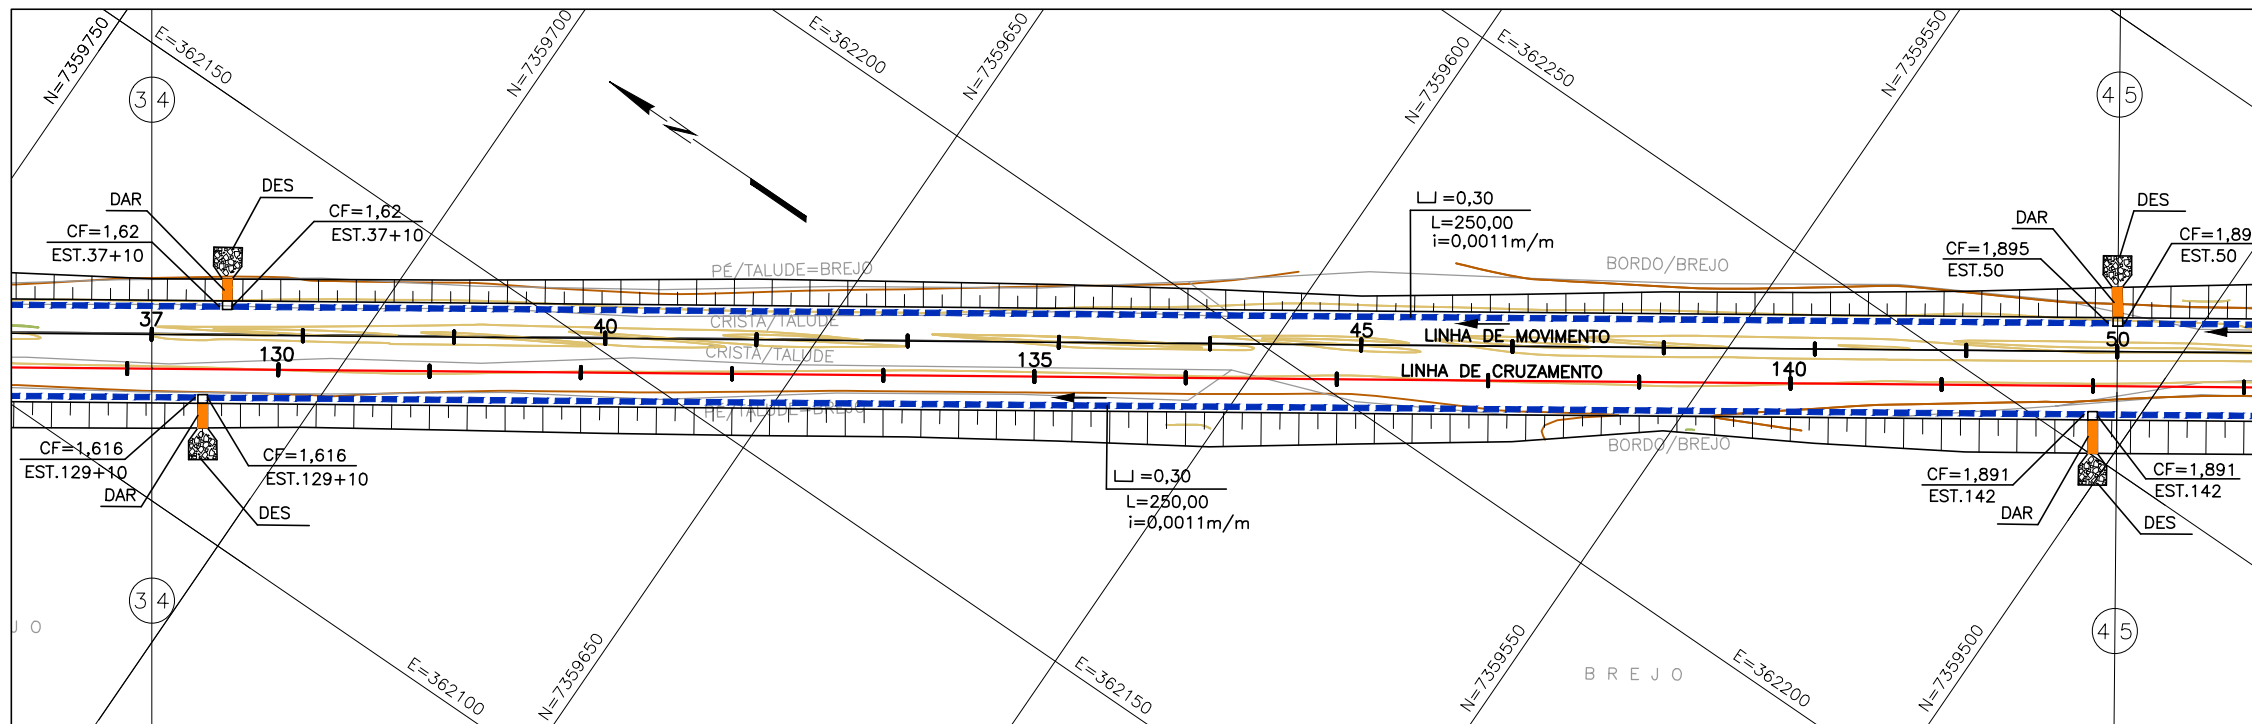 N=7359750
E=362150
N=7359700
E=362200
N=7359650
N=7359600
E=362250
N=7359550
34
45
N
DAR
DES
CF=1,62
EST.37+10
CF=1,62
EST.37+10
⊔=0,30
L=250,00
i=0,0011m/m
DAR
DES
CF=1,895
EST.50
CF=1,89
EST.50
PÉ/TALUDE=BREJO
BORDO/BREJO
37
40
45
50
CRISTA/TALUDE
LINHA DE MOVIMENTO
CRISTA/TALUDE
130
135
140
LINHA DE CRUZAMENTO
PÉ/TALUDE=BREJO
BORDO/BREJO
CF=1,616
EST.129+10
CF=1,616
EST.129+10
DAR
DES
⊔=0,30
L=250,00
i=0,0011m/m
CF=1,891
EST.142
CF=1,891
EST.142
DAR
DES
34
45
J O
BREJO
E=362100
N=7359650
E=362150
N=7359550
E=362200
N=7359500